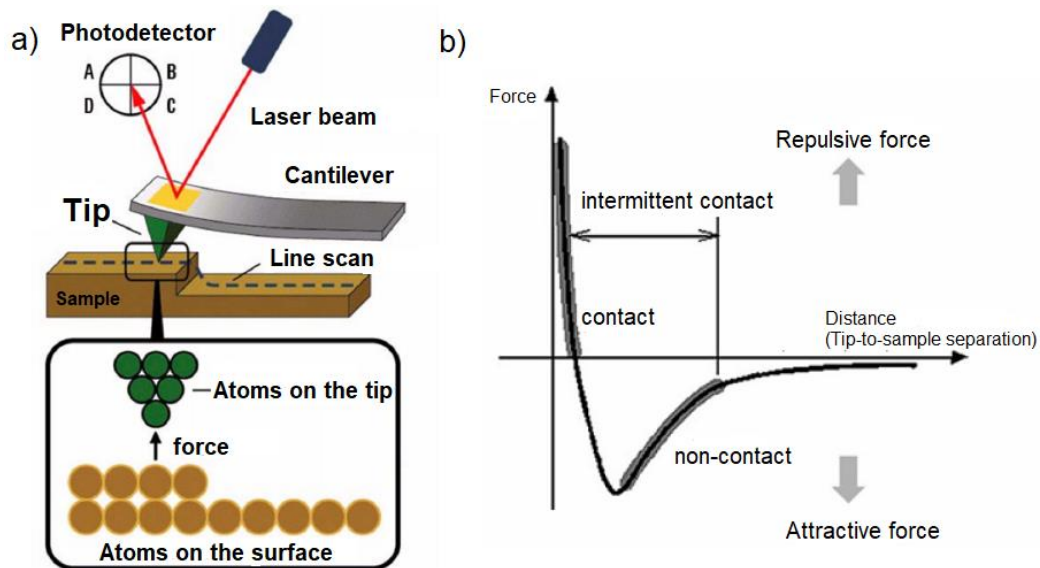 a)
Photodetector
A
B
D
C
Laser beam
Cantilever
Tip
Line scan
Sample
Atoms on the tip
force
Atoms on the surface
b)
Force
Repulsive force
intermittent contact
contact
Distance
(Tip-to-sample separation)
non-contact
Attractive force